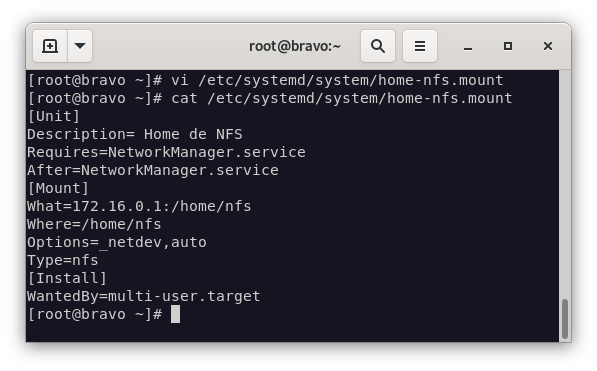 root@bravo:~
[root@bravo ~]# vi /etc/systemd/system/home-nfs.mount
[root@bravo ~]# cat /etc/systemd/system/home-nfs.mount
[Unit]
Description= Home de NFS
Requires=NetworkManager.service
After=NetworkManager.service
[Mount]
What=172.16.0.1:/home/nfs
Where=/home/nfs
Options=_netdev,auto
Type=nfs
[Install]
WantedBy=multi-user.target
[root@bravo ~]#